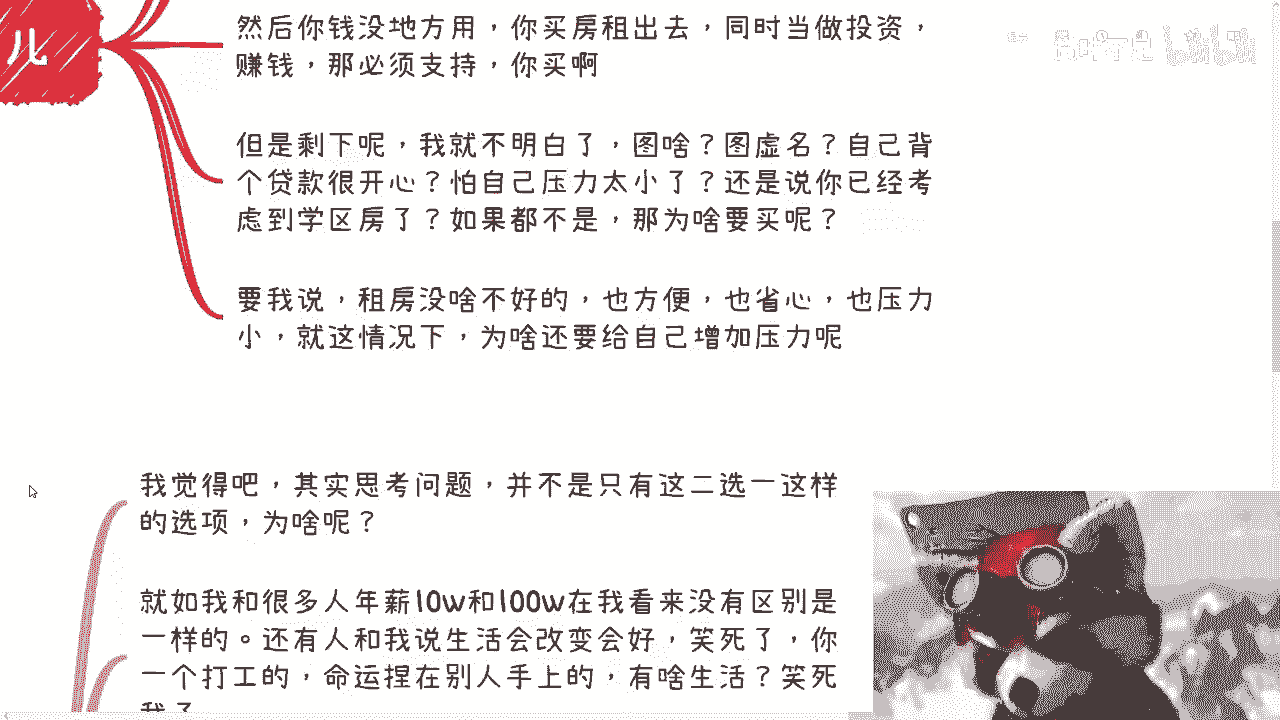 儿
然后你钱没地方用，你买房租出去，同时当做投资，
赚钱，那必须支持，你买啊
但是剩下呢，我就不明白了，图啥？图虚名？自己背
个贷款很开心？怕自己压力太小了？还是说你已经考
虑到学区房了？如果都不是，那为啥要买呢？
要我说，租房没啥不好的，也方便，也省心，也压力
小，就这情况下，为啥还要给自己增加压力呢
我觉得吧，其实思考问题，并不是只有这二选一这样
的选项，为啥呢？
就如我和很多人年薪10w和100w在我看来没有区别是
一样的。还有人和我说生活会改变会好，笑死了，你
一个打工的，命运捏在别人手上的，有啥生活？笑死
我了